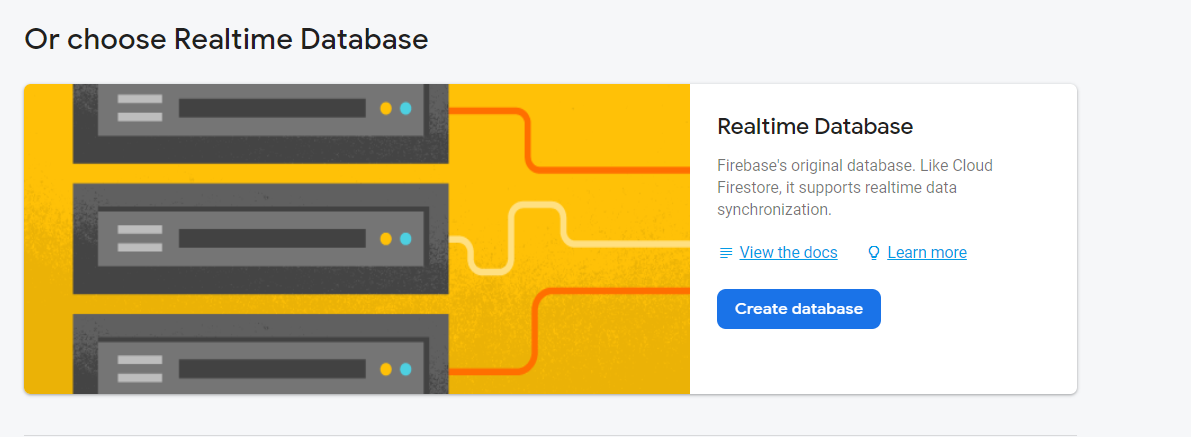 Or choose Realtime Database
Realtime Database
Firebase's original database. Like Cloud
Firestore, it supports realtime data
synchronization.
View the docs Learn more
Create database